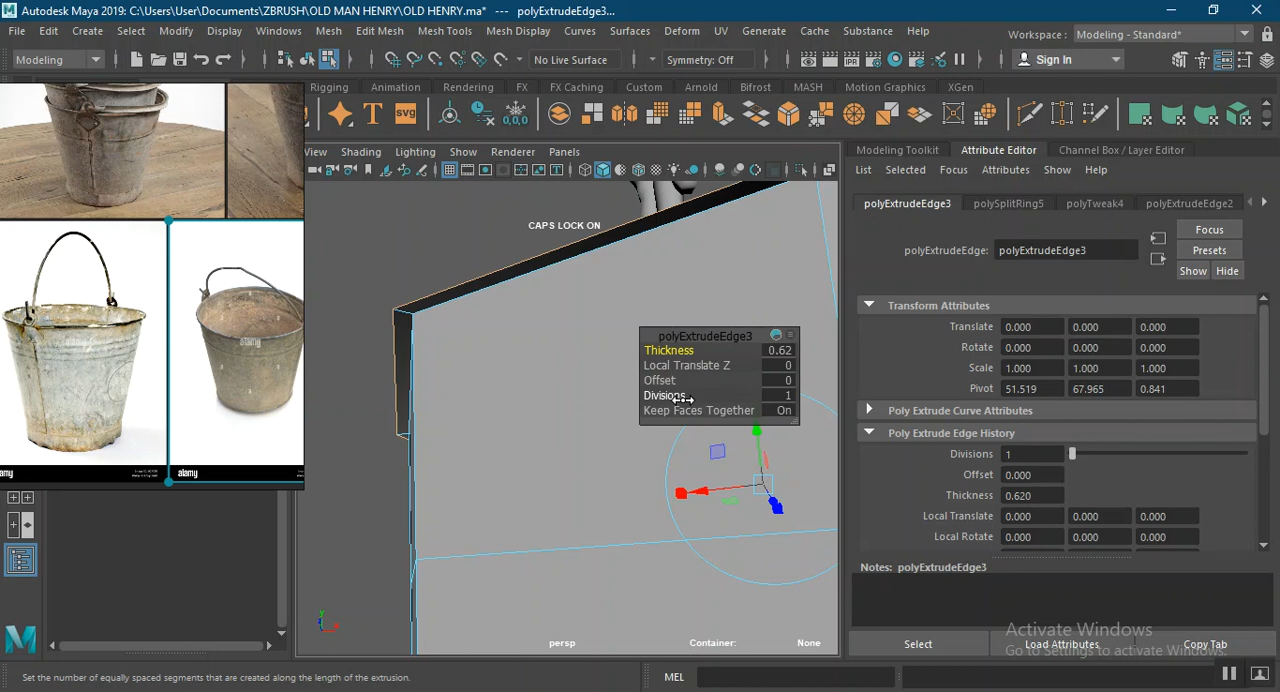 Autodesk Maya 2019: C:\Users\User\Documents\ZBRUSH\OLD MAN HENRY\OLD HENRY.ma* --- polyExtrudeEdge3...
File Edit Create Select Modify Display Windows Mesh Edit Mesh Mesh Tools Mesh Display Curves Surfaces Deform UV Generate Cache Substance Help
Workspace : Modeling - Standard*
Modeling
No Live Surface
Symmetry: Off
Sign In
Rigging Animation Rendering FX FX Caching Custom Arnold Bifrost MASH Motion Graphics XGen
SVG
0,0,0
IPR
View Shading Lighting Show Renderer Panels
Modeling Toolkit Attribute Editor Channel Box / Layer Editor
List Selected Focus Attributes Show Help
polyExtrudeEdge3 polySplitRing5 polyTweak4 polyExtrudeEdge2
CAPS LOCK ON
polyExtrudeEdge: polyExtrudeEdge3
Focus
Presets
Show Hide
Transform Attributes
Translate 0.000 0.000 0.000
Rotate 0.000 0.000 0.000
Scale 1.000 1.000 1.000
Pivot 51.519 67.965 0.841
Poly Extrude Curve Attributes
Poly Extrude Edge History
Divisions 1
Offset 0.000
Thickness 0.620
Local Translate 0.000 0.000 0.000
Local Rotate 0.000 0.000 0.000
polyExtrudeEdge3
Thickness 0.62
Local Translate Z 0
Offset 0
Divisions 1
Keep Faces Together On
alamy
alamy
alamy
alamy
Notes: polyExtrudeEdge3
Activate Windows
Go to Settings to activate Windows.
Select Load Attributes Copy Tab
persp
Container: None
y
Set the number of equally spaced segments that are created along the length of the extrusion.
MEL